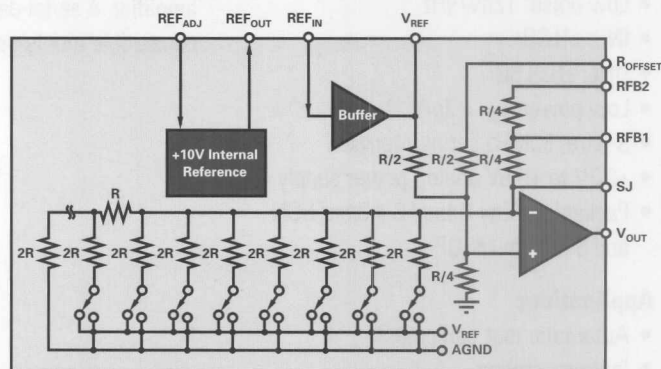 REFADJ REFOUT REFIN VREF
ROFFSET
RFB2
R/4
RFB1
Buffer
R/2 R/2 R/4
+10V Internal
Reference
SJ
R
−
VOUT
+
2R 2R 2R 2R 2R 2R 2R 2R 2R
R/4
VREF
AGND